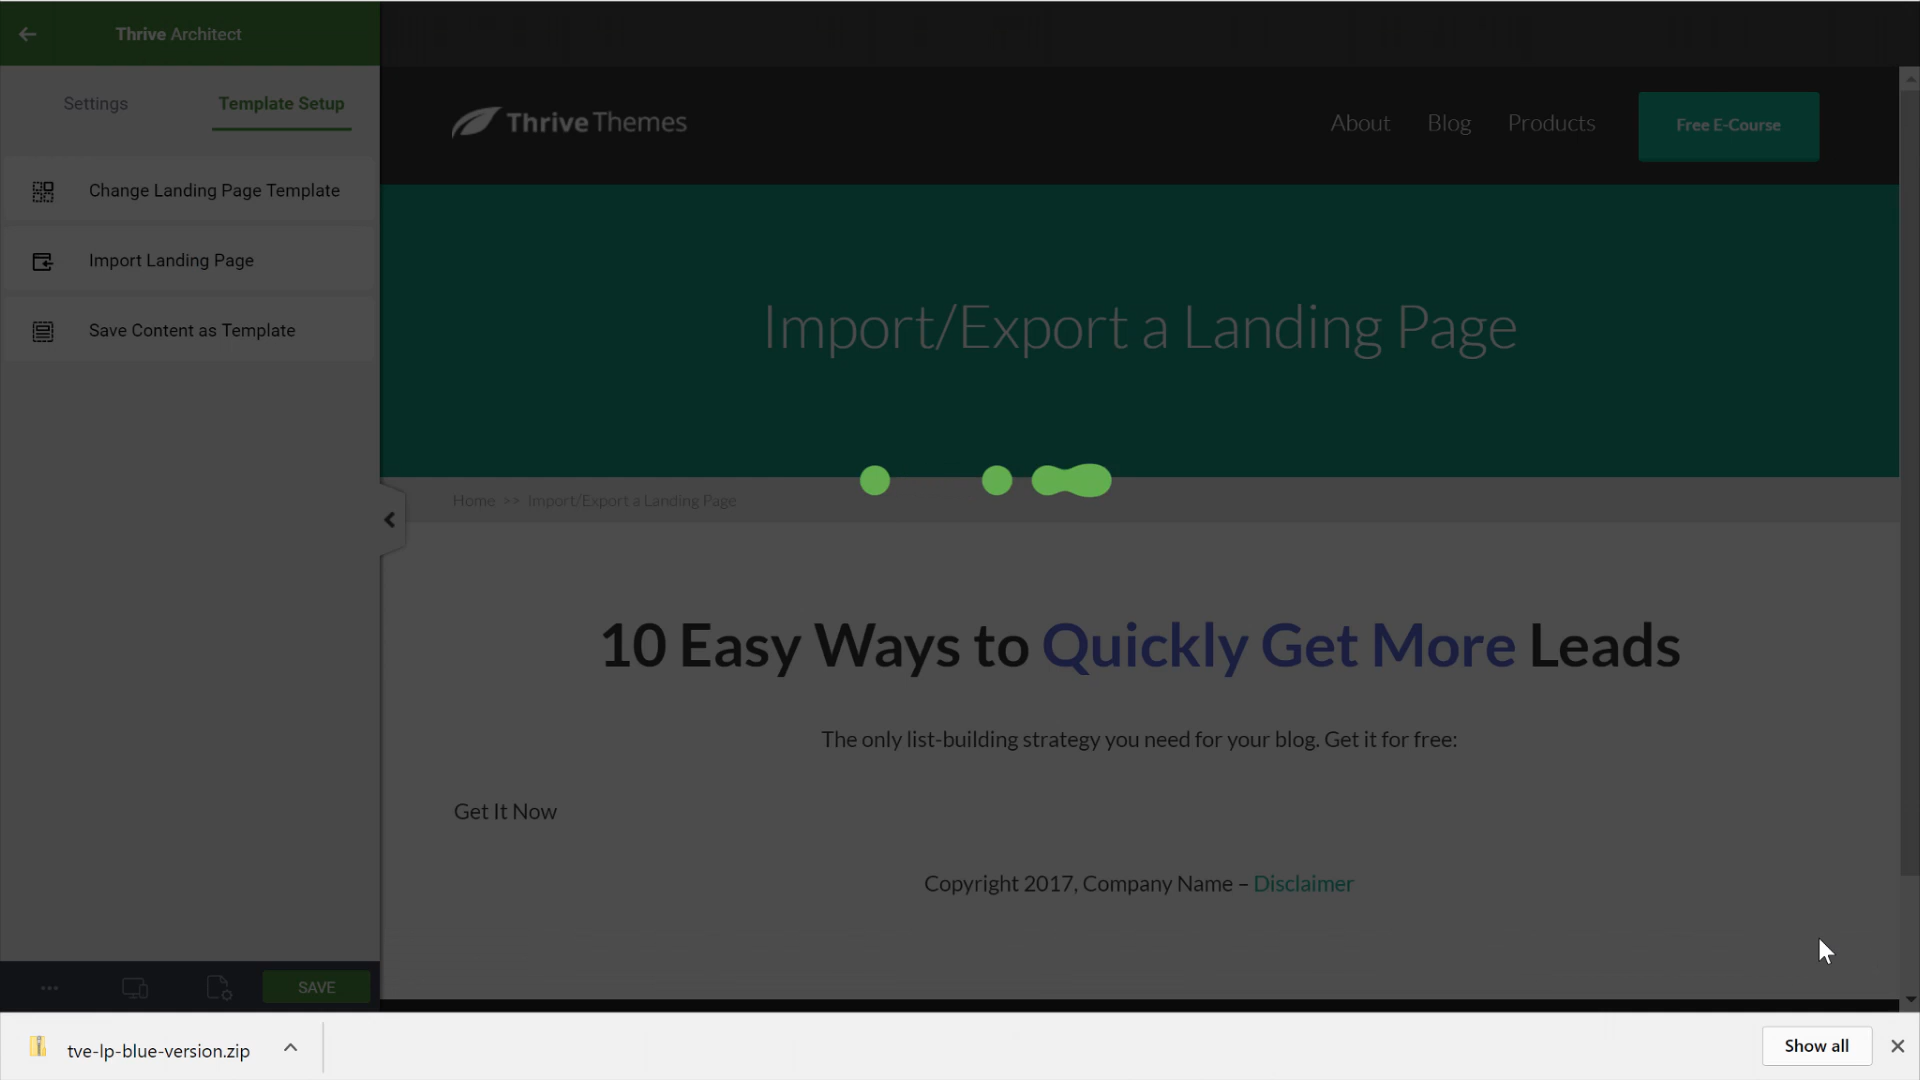 Thrive Architect
Settings
Template Setup
Change Landing Page Template
Import Landing Page
Save Content as Template
SAVE
Thrive Themes
About
Blog
Products
Free E-Course
Import/Export a Landing Page
Home >> Import/Export a Landing Page
10 Easy Ways to Quickly Get More Leads
The only list-building strategy you need for your blog. Get it for free:
Get It Now
Copyright 2017, Company Name – Disclaimer
tve-lp-blue-version.zip
Show all